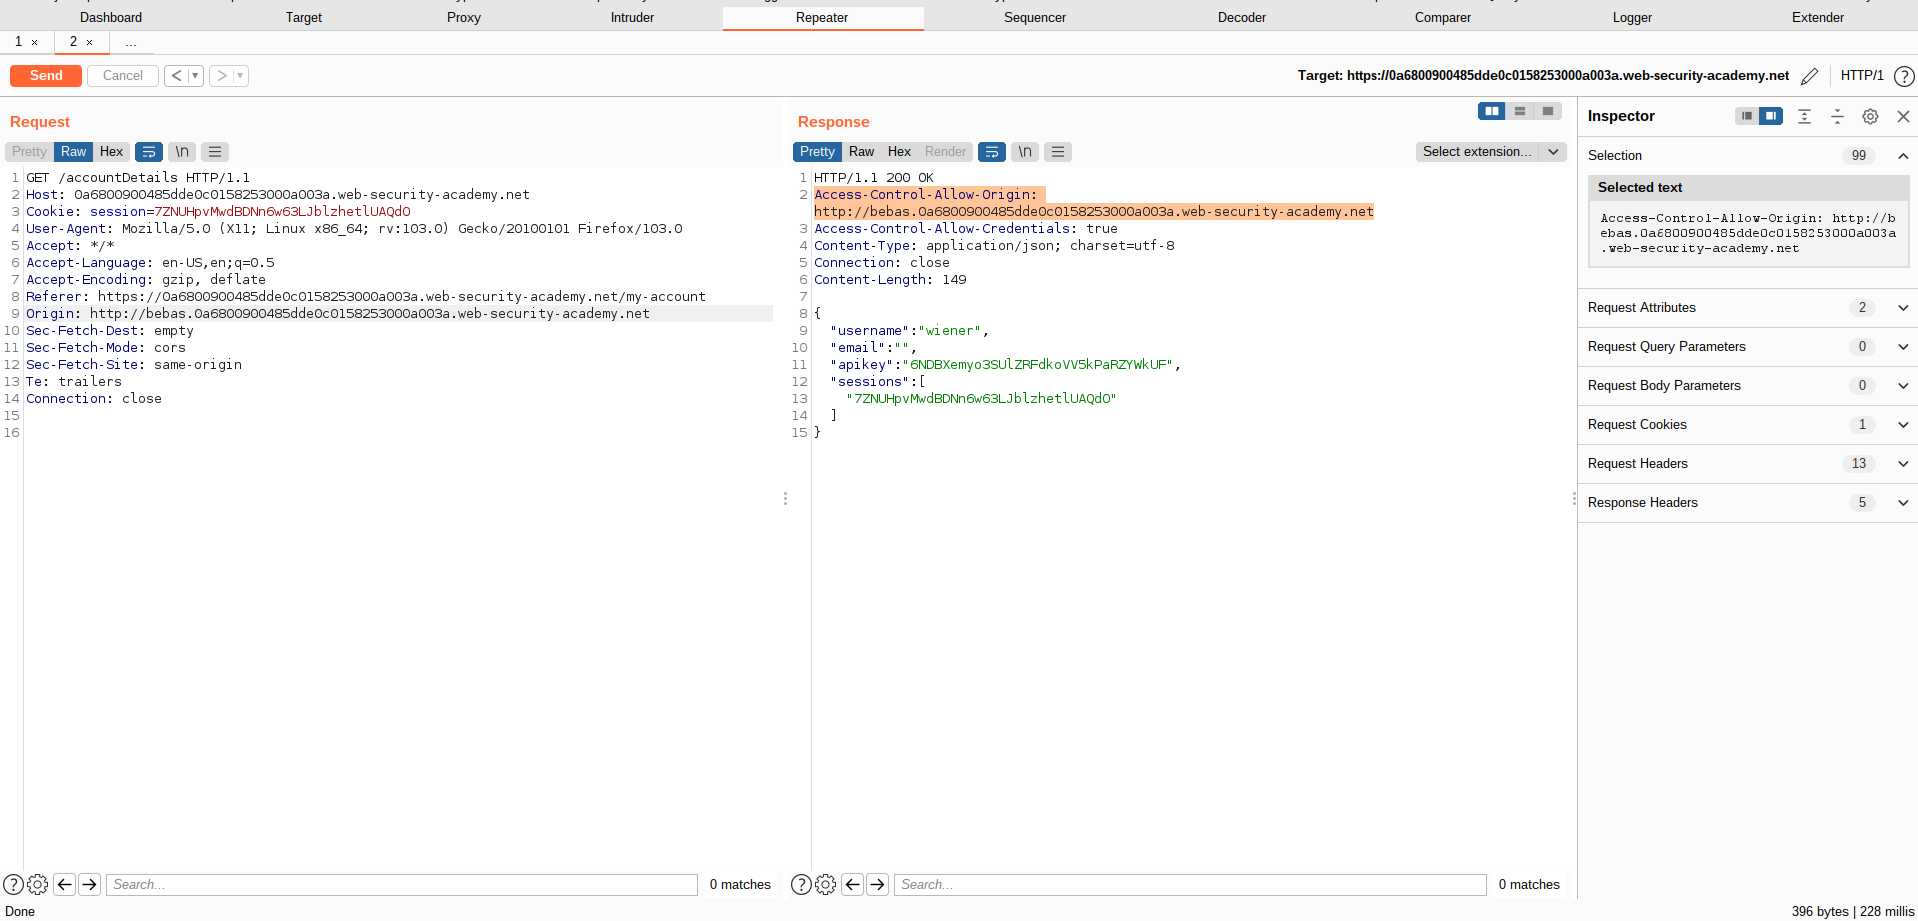 Dashboard Target Proxy Intruder Repeater Sequencer Decoder Comparer Logger Extender
1 × 2 × ...
Send Cancel < ▾ > ▾ Target: https://0a6800900485dde0c0158253000a003a.web-security-academy.net HTTP/1 ?
Request
Pretty Raw Hex \n
1 GET /accountDetails HTTP/1.1
2 Host: 0a6800900485dde0c0158253000a003a.web-security-academy.net
3 Cookie: session=7ZNUHpvMwdBDNn6w63LJblzhetlUAQdO
4 User-Agent: Mozilla/5.0 (X11; Linux x86_64; rv:103.0) Gecko/20100101 Firefox/103.0
5 Accept: */*
6 Accept-Language: en-US,en;q=0.5
7 Accept-Encoding: gzip, deflate
8 Referer: https://0a6800900485dde0c0158253000a003a.web-security-academy.net/my-account
9 Origin: http://bebas.0a6800900485dde0c0158253000a003a.web-security-academy.net
10 Sec-Fetch-Dest: empty
11 Sec-Fetch-Mode: cors
12 Sec-Fetch-Site: same-origin
13 Te: trailers
14 Connection: close
15
16
? Search... 0 matches
Response
Pretty Raw Hex Render \n Select extension...
1 HTTP/1.1 200 OK
2 Access-Control-Allow-Origin:
http://bebas.0a6800900485dde0c0158253000a003a.web-security-academy.net
3 Access-Control-Allow-Credentials: true
4 Content-Type: application/json; charset=utf-8
5 Connection: close
6 Content-Length: 149
7
8 {
9 "username":"wiener",
10 "email":"",
11 "apikey":"6NDBXemyo3SUlZRFdkoVV5kPaRZYWkUF",
12 "sessions":[
13 "7ZNUHpvMwdBDNn6w63LJblzhetlUAQdO"
14 ]
15 }
? Search... 0 matches
Inspector
Selection 99
Selected text
Access-Control-Allow-Origin: http://b
ebas.0a6800900485dde0c0158253000a003a
.web-security-academy.net
Request Attributes 2
Request Query Parameters 0
Request Body Parameters 0
Request Cookies 1
Request Headers 13
Response Headers 5
Done 396 bytes | 228 millis